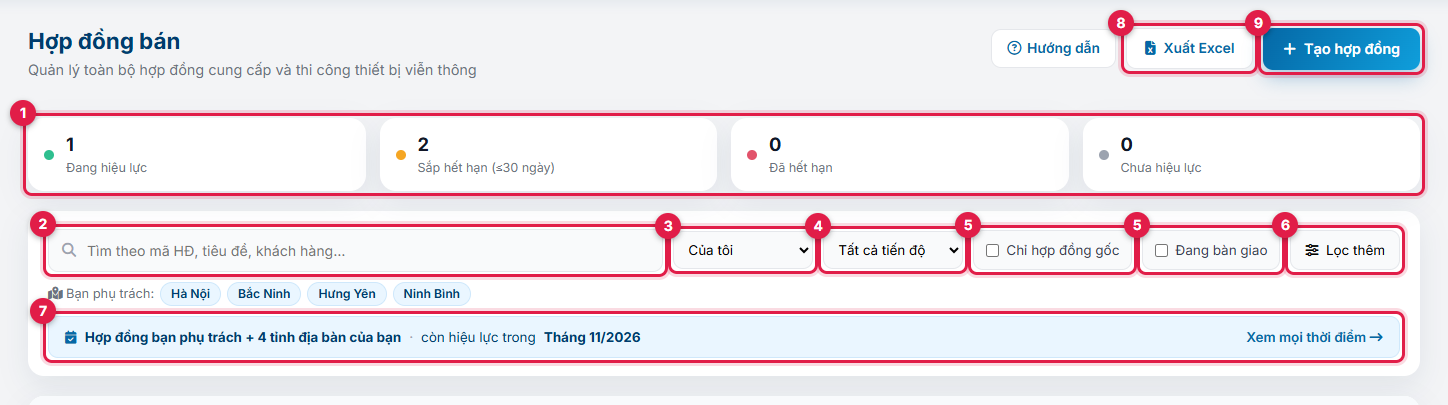 Hợp đồng bán
Quản lý toàn bộ hợp đồng cung cấp và thi công thiết bị viễn thông
Hướng dẫn
8
Xuất Excel
9
+ Tạo hợp đồng
1
1
Đang hiệu lực
2
Sắp hết hạn (≤30 ngày)
0
Đã hết hạn
0
Chưa hiệu lực
2
Tìm theo mã HĐ, tiêu đề, khách hàng...
3
Của tôi
4
Tất cả tiến độ
5
Chỉ hợp đồng gốc
5
Đang bàn giao
6
Lọc thêm
Bạn phụ trách: Hà Nội Bắc Ninh Hưng Yên Ninh Bình
7
Hợp đồng bạn phụ trách + 4 tỉnh địa bàn của bạn · còn hiệu lực trong Tháng 11/2026
Xem mọi thời điểm →